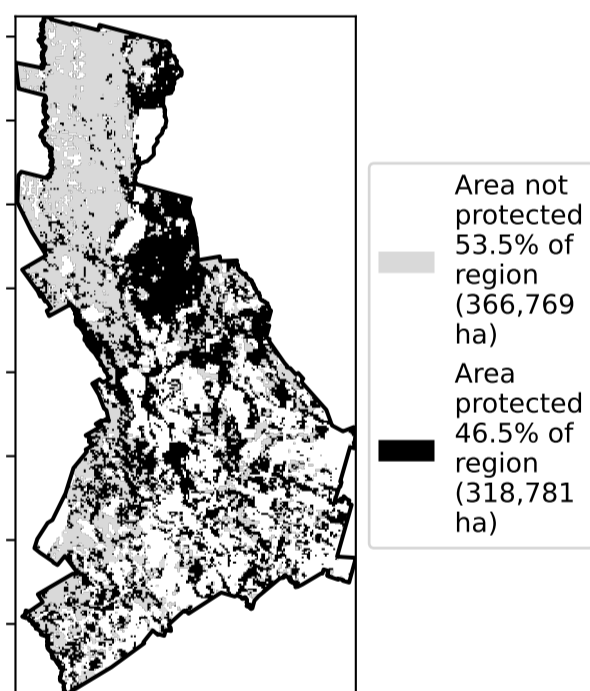 Area not
protected
53.5% of
region
(366,769
ha)
Area
protected
46.5% of
region
(318,781
ha)